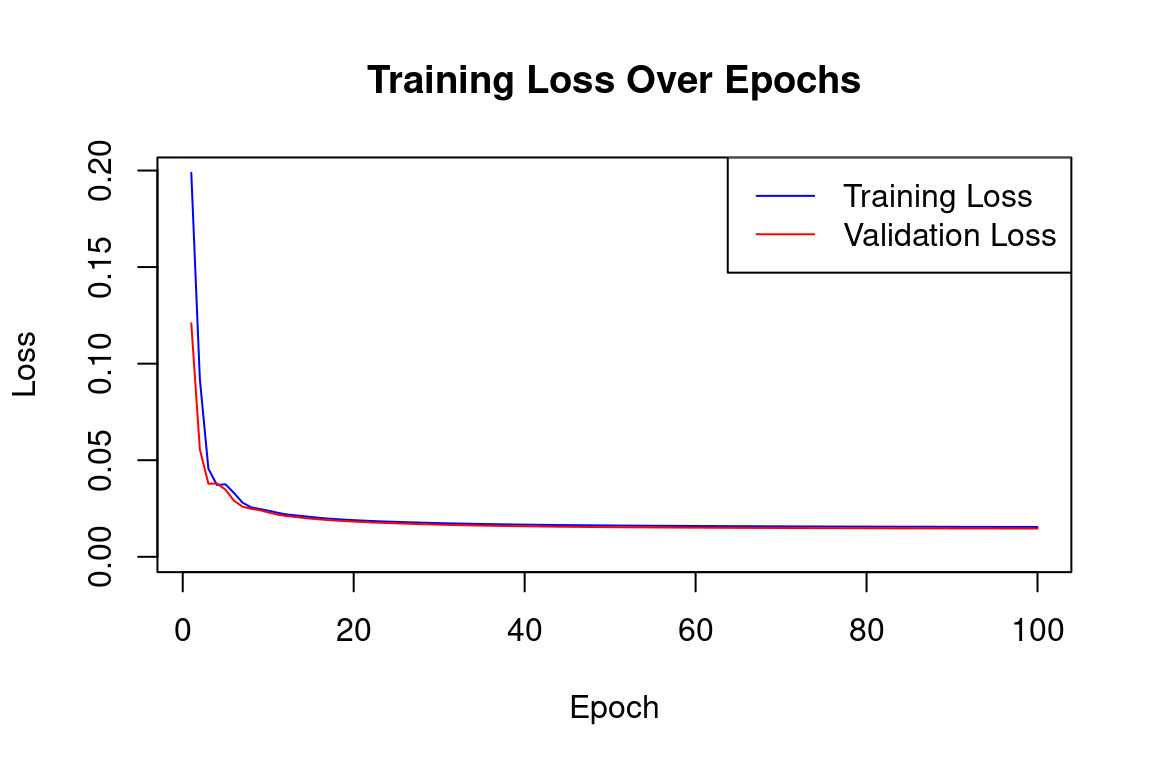 Training Loss Over Epochs
Training Loss
Validation Loss
Loss
0.20
0.15
0.10
0.05
0.00
0 20 40 60 80 100
Epoch